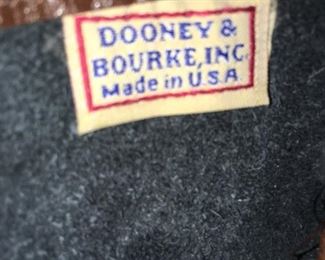 DOONEY &
BOURKE, INC.
Made in U.S.A.